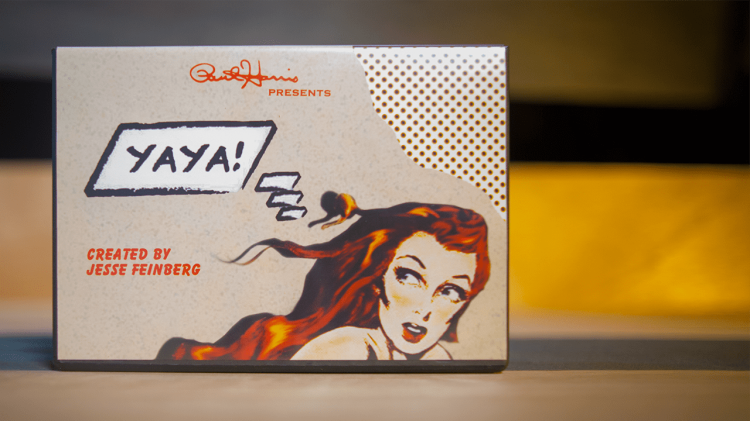 Paul Harris
PRESENTS
YAYA!
CREATED BY
JESSE FEINBERG